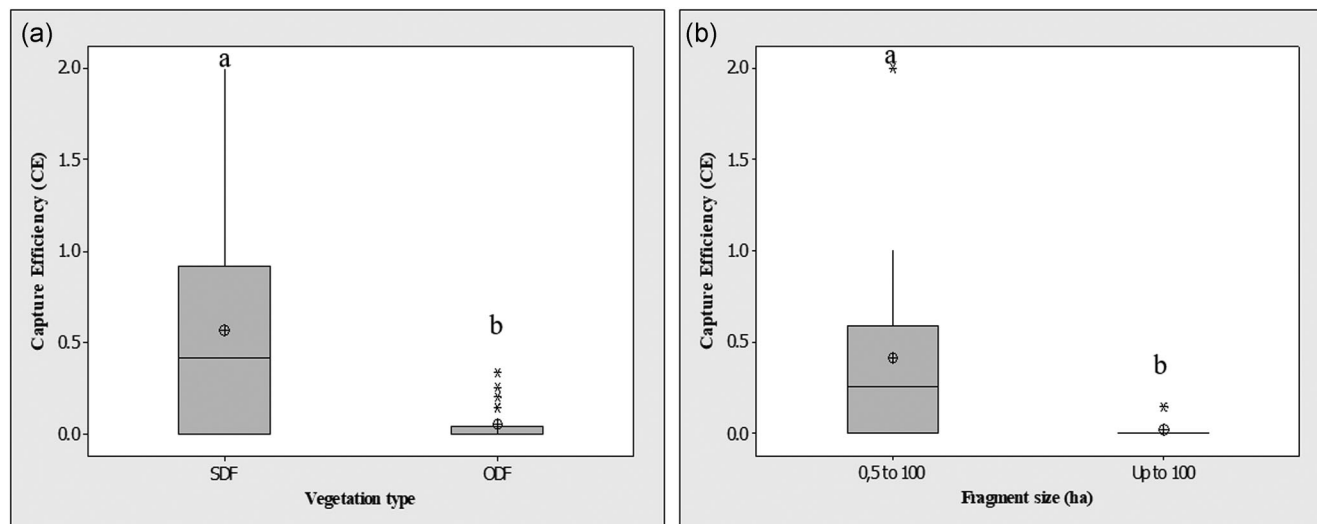 (a)
a
2.0
1.5
1.0
0.5
0.0
b
SDF
ODF
Vegetation type
Capture Efficiency (CE)
(b)
a
2.0
1.5
1.0
0.5
0.0
b
0,5 to 100
Up to 100
Fragment size (ha)
Capture Efficiency (CE)